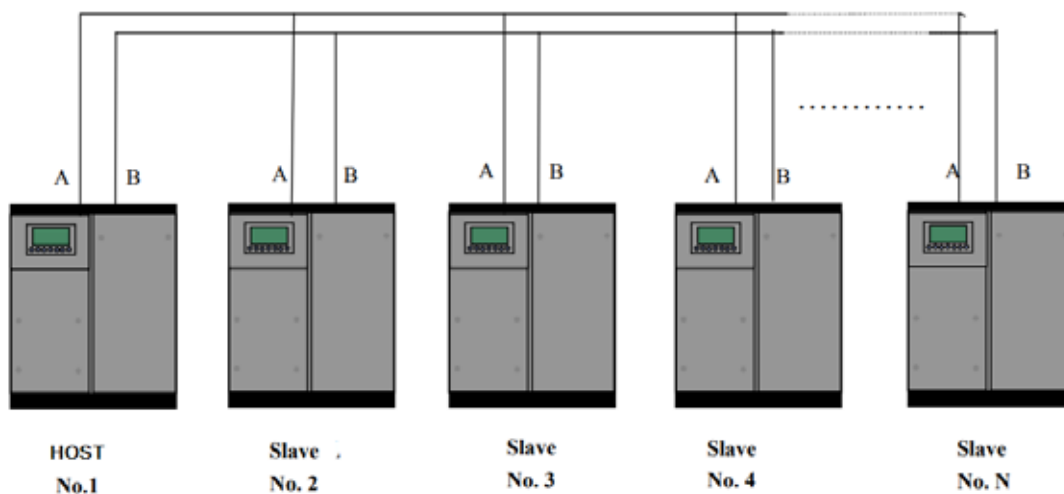 A B A B A B A B A B
HOST Slave Slave Slave Slave
No.1 No. 2 No. 3 No. 4 No. N